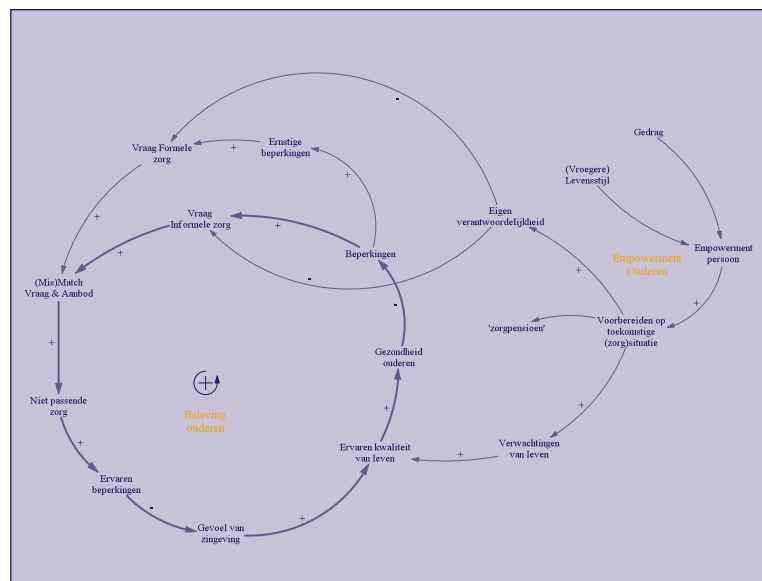 -
Gedrag
Vraag Formele
zorg
+
Ernstige
beperkingen
(Vroegere)
Levensstijl
+
+
Vraag
Informele zorg
+
Eigen
verantwoordelijkheid
Empowerment
persoon
+
Beperkingen
Empowerment
Ouderen
(Mis)Match
Vraag & Aanbod
-
+
-
+
'zorgpensioen'
Voorbereiden op
toekomstige
(zorg)situatie
+
Gezondheid
ouderen
+
Niet passende
zorg
Beleving
ouderen
+
+
+
Ervaren kwaliteit
van leven
+
Verwachtingen
van leven
Ervaren
beperkingen
-
Gevoel van
zingeving
+